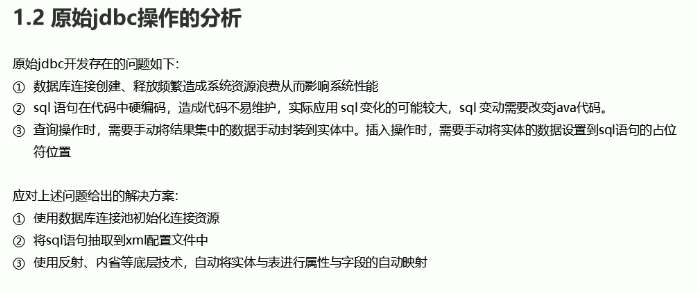 1.2 原始jdbc操作的分析
原始jdbc开发存在的问题如下：
① 数据库连接创建、释放频繁造成系统资源浪费从而影响系统性能
② sql 语句在代码中硬编码，造成代码不易维护，实际应用 sql 变化的可能较大，sql 变动需要改变java代码。
③ 查询操作时，需要手动将结果集中的数据手动封装到实体中。插入操作时，需要手动将实体的数据设置到sql语句的占位
符位置
应对上述问题给出的解决方案：
① 使用数据库连接池初始化连接资源
② 将sql语句抽取到xml配置文件中
③ 使用反射、内省等底层技术，自动将实体与表进行属性与字段的自动映射